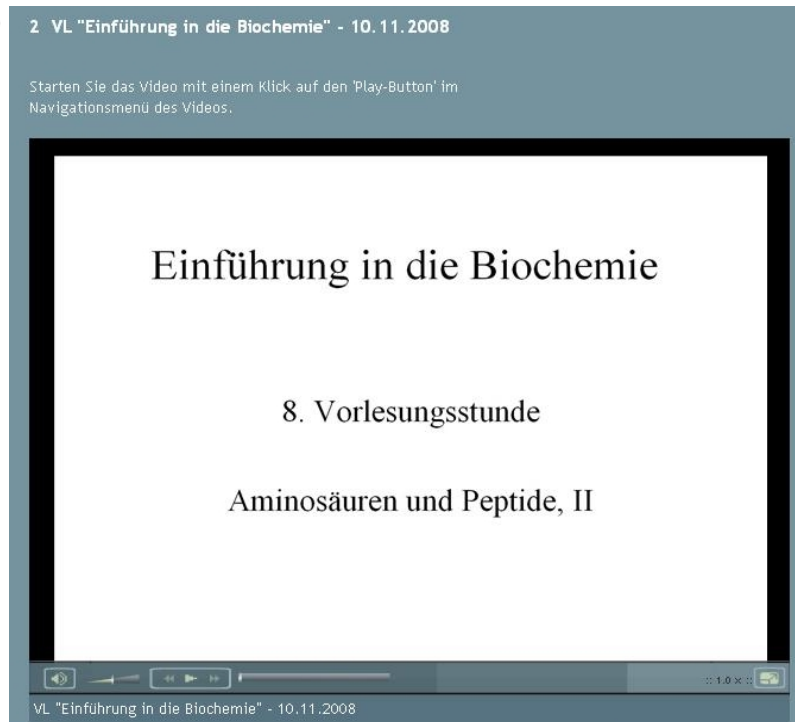 2 VL "Einführung in die Biochemie" - 10.11.2008
Starten Sie das Video mit einem Klick auf den 'Play-Button' im
Navigationsmenü des Videos.
Einführung in die Biochemie
8. Vorlesungsstunde
Aminosäuren und Peptide, II
:: 1.0 x ::
VL "Einführung in die Biochemie" - 10.11.2008